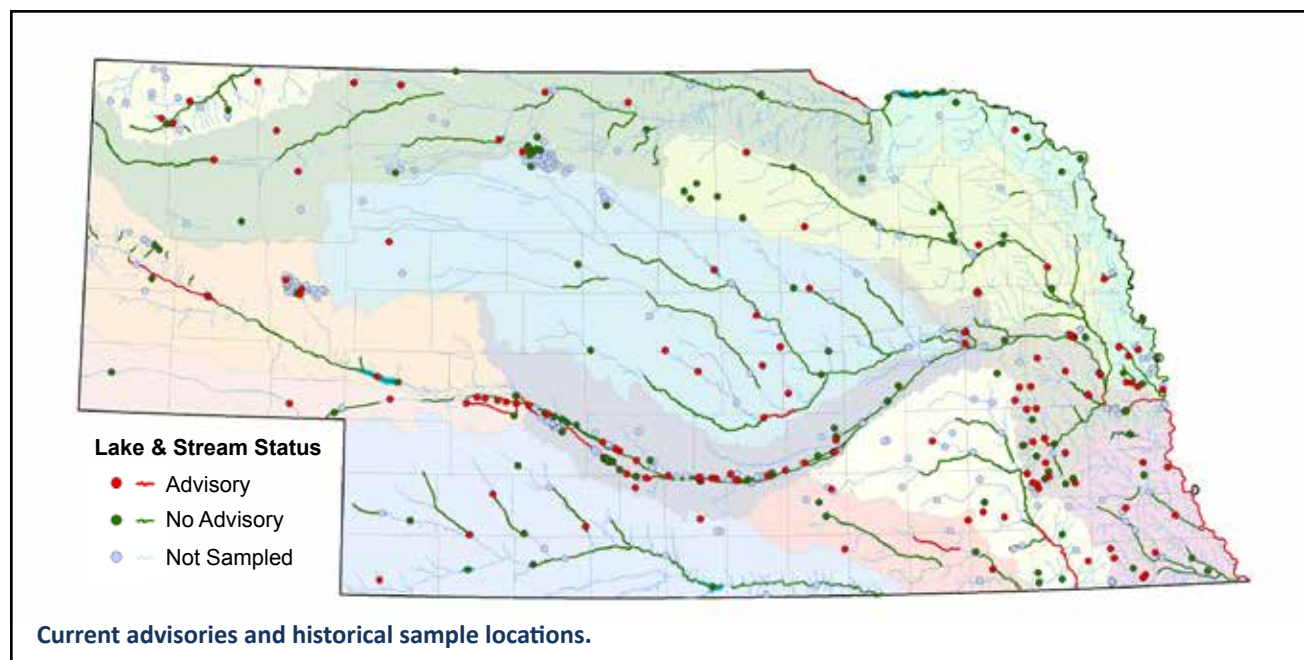 Lake & Stream Status
Advisory
No Advisory
Not Sampled
Current advisories and historical sample locations.